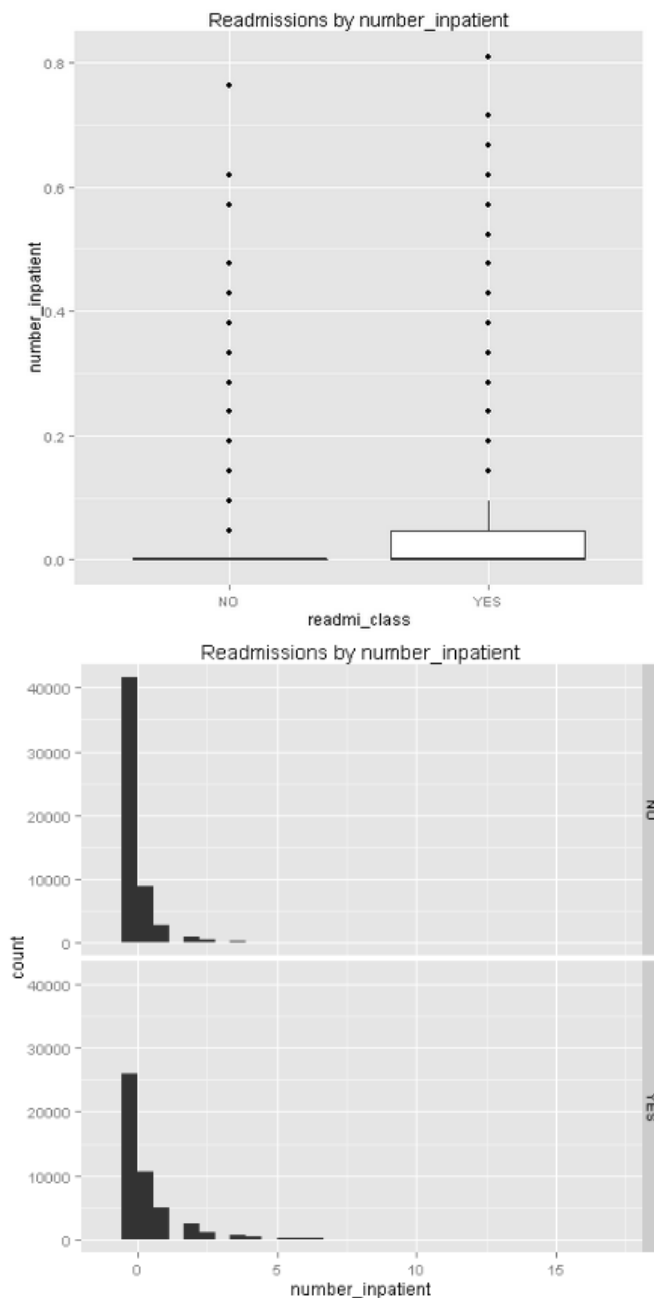 Readmissions by number_inpatient
0.8
0.6
0.4
0.2
0.0
number_inpatient
NO
YES
readmi_class
Readmissions by number_inpatient
40000
30000
20000
10000
0
NO
count
40000
30000
20000
10000
0
YES
0
5
10
15
number_inpatient